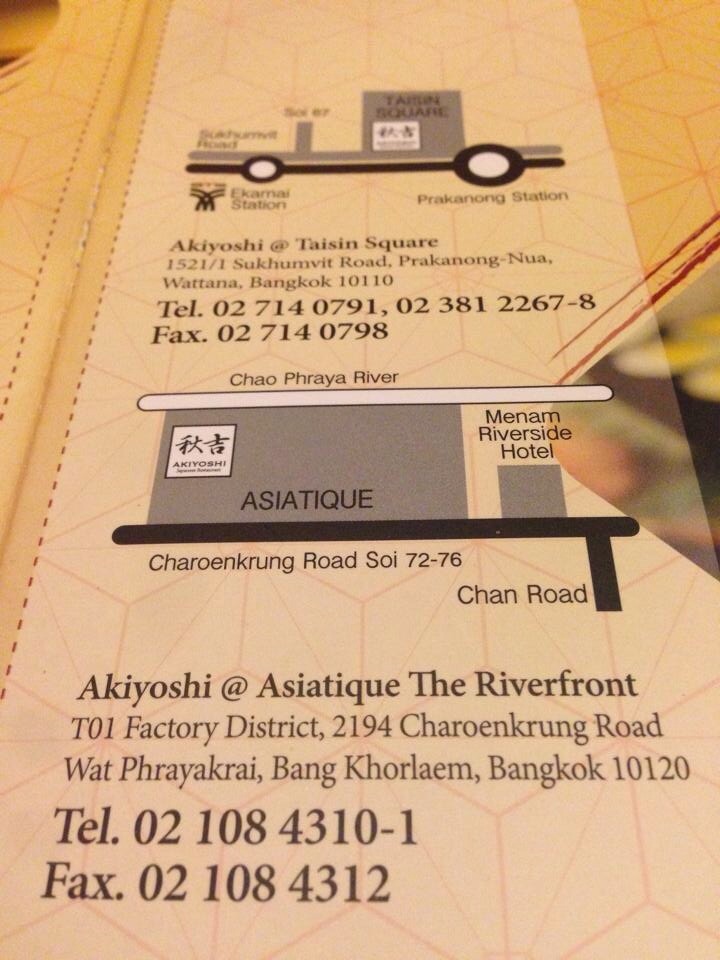 Soi 67
TAISIN
SQUARE
秋吉
Sukhumvit
Road
Ekamai
Station
Prakanong Station
Akiyoshi @ Taisin Square
1521/1 Sukhumvit Road, Prakanong-Nua,
Wattana, Bangkok 10110
Tel. 02 714 0791, 02 381 2267-8
Fax. 02 714 0798
Chao Phraya River
秋吉
AKIYOSHI
Japanese Restaurant
ASIATIQUE
Menam
Riverside
Hotel
Charoenkrung Road Soi 72-76
Chan Road
Akiyoshi @ Asiatique The Riverfront
T01 Factory District, 2194 Charoenkrung Road
Wat Phrayakrai, Bang Khorlaem, Bangkok 10120
Tel. 02 108 4310-1
Fax. 02 108 4312